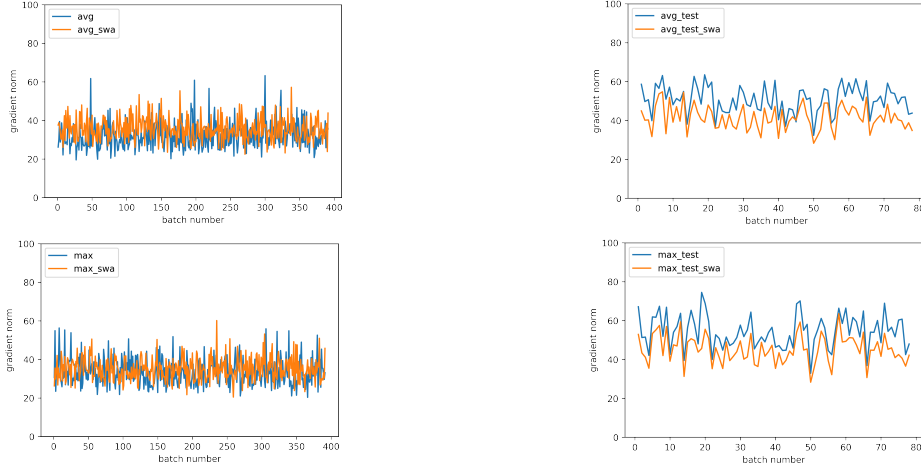 100
80
60
40
20
0
gradient norm
avg
avg_swa
0 50 100 150 200 250 300 350 400
batch number
100
80
60
40
20
0
gradient norm
avg_test
avg_test_swa
0 10 20 30 40 50 60 70 80
batch number
100
80
60
40
20
0
gradient norm
max
max_swa
0 50 100 150 200 250 300 350 400
batch number
100
80
60
40
20
0
gradient norm
max_test
max_test_swa
0 10 20 30 40 50 60 70 80
batch number